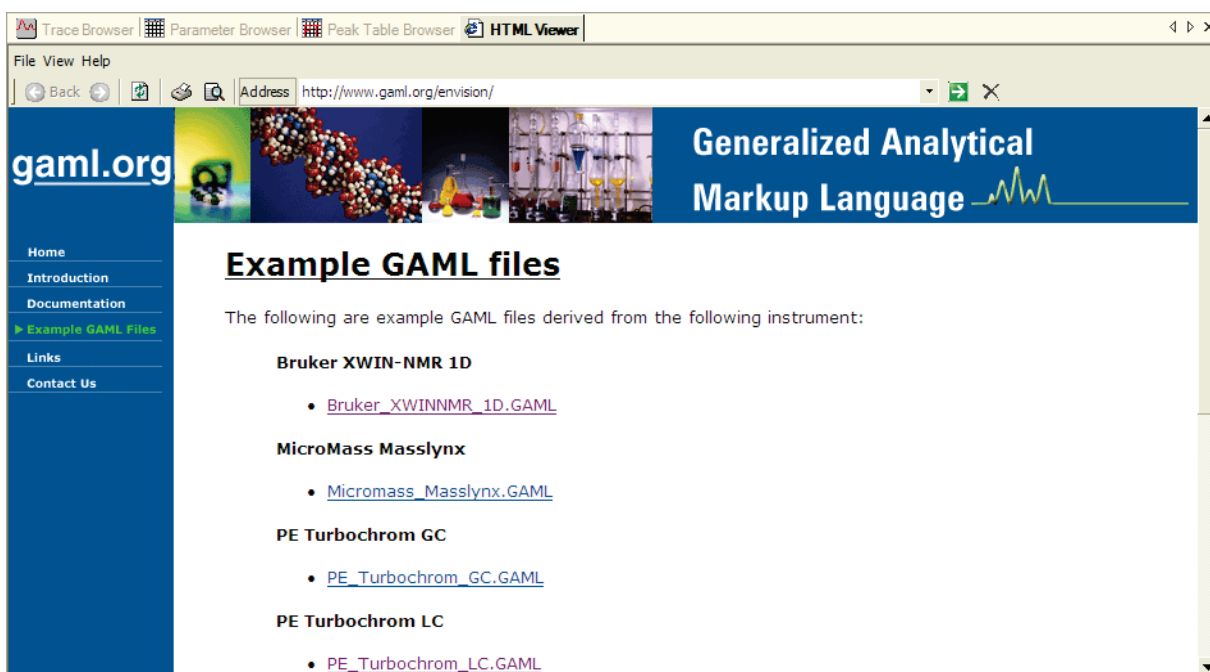 Trace Browser Parameter Browser Peak Table Browser HTML Viewer
File View Help
Back Address http://www.gaml.org/envision/
gaml.org
Generalized Analytical
Markup Language
Home
Introduction
Documentation
Example GAML Files
Links
Contact Us
Example GAML files
The following are example GAML files derived from the following instrument:
Bruker XWIN-NMR 1D
• Bruker_XWINNMR_1D.GAML
MicroMass Masslynx
• Micromass_Masslynx.GAML
PE Turbochrom GC
• PE_Turbochrom_GC.GAML
PE Turbochrom LC
• PE_Turbochrom_LC.GAML